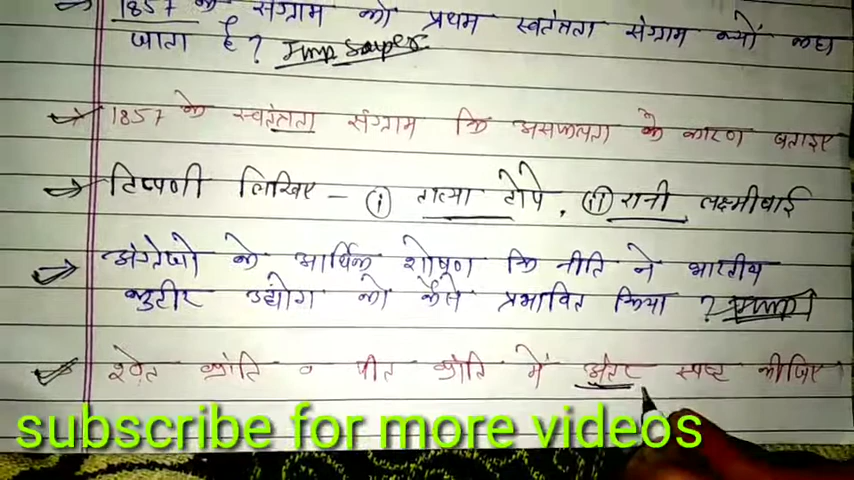 1857 के संग्राम को प्रथम स्वतंत्रता संग्राम क्यों कहा
जाता है? Imp Super
1857 के स्वतंत्रता संग्राम कि असफलता के कारण बताइए
टिप्पणी लिखिए - (i) तात्या टोपे, (ii) रानी लक्ष्मीबाई
अंग्रेजो के आर्थिक शोषण कि नीति ने भारतीय
कुटीर उद्योग को कैसे प्रभावित किया ? Imp
श्वेत क्रांति व पीत क्रांति में अंतर स्पष्ट कीजिए
subscribe for more videos